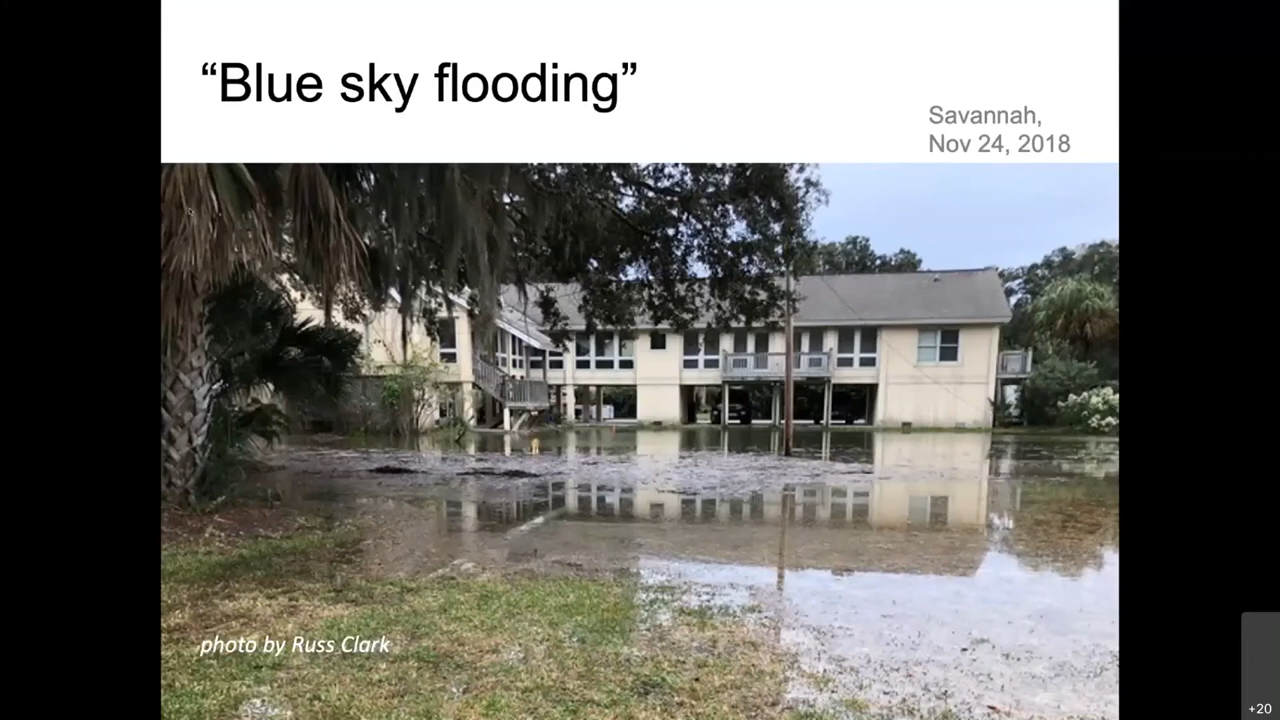 “Blue sky flooding”
Savannah,
Nov 24, 2018
photo by Russ Clark
+20